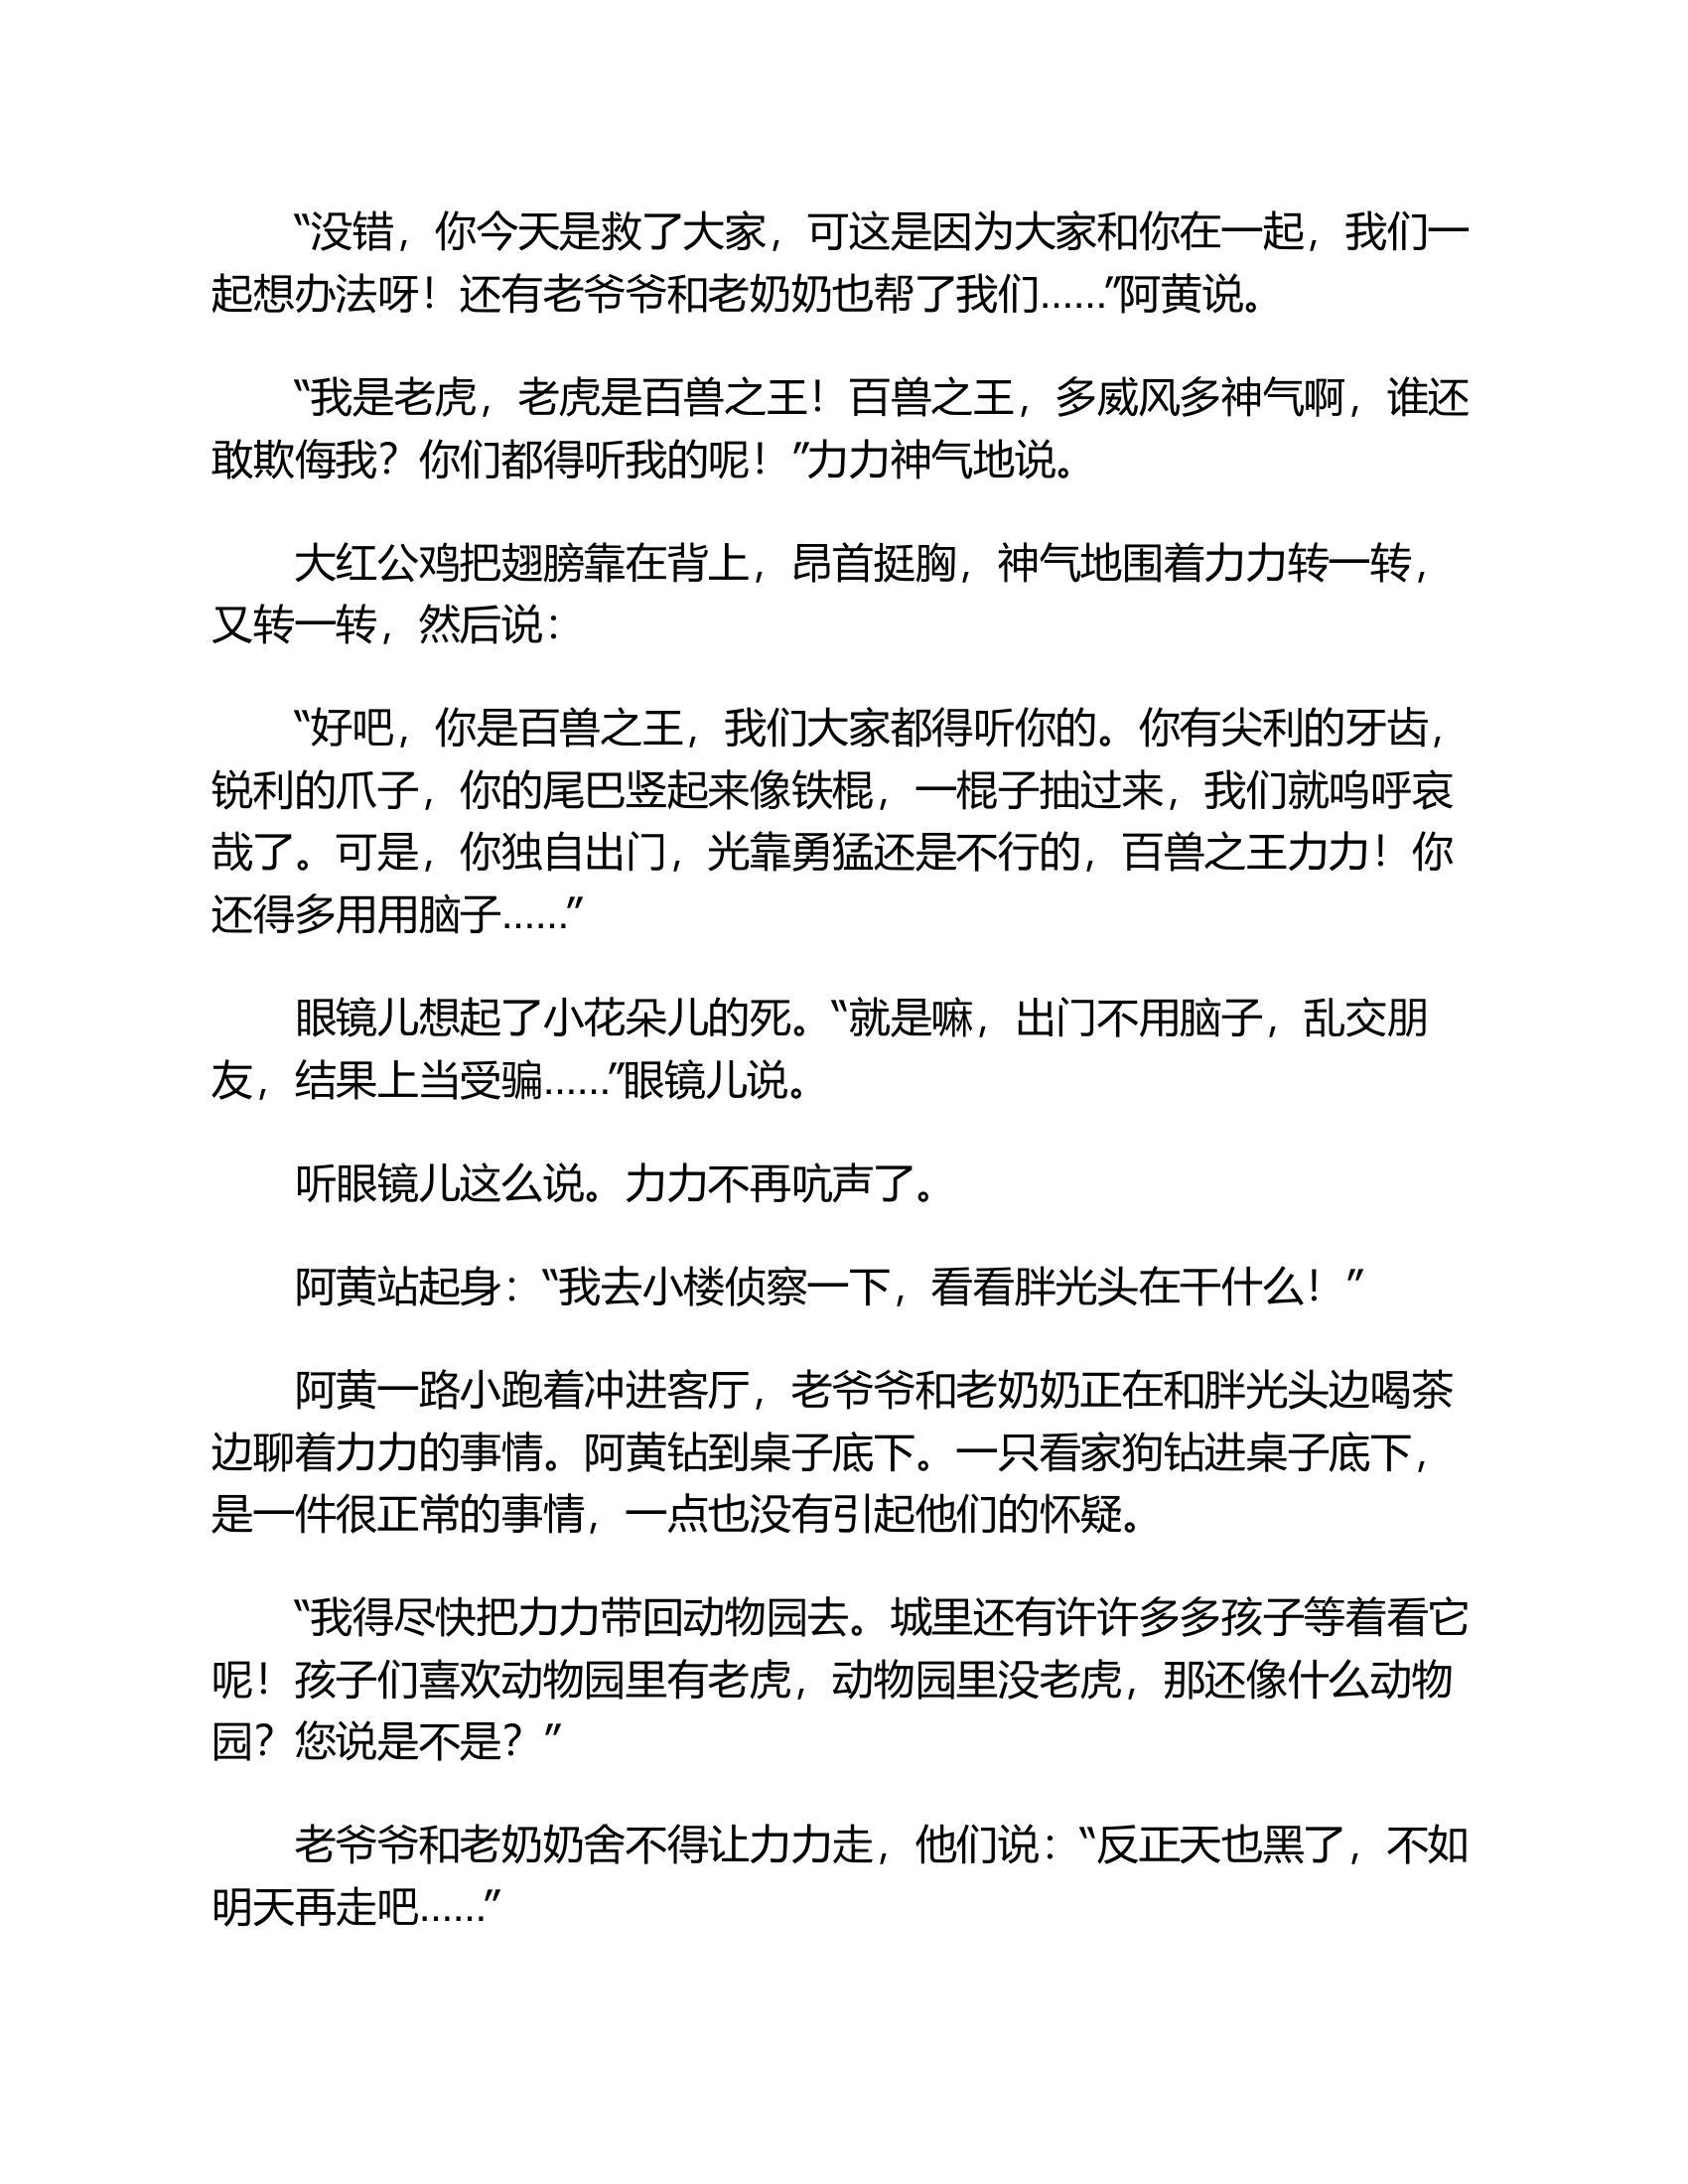 “没错，你今天是救了大家，可这是因为大家和你在一起，我们一
起想办法呀！还有老爷爷和老奶奶也帮了我们……”阿黄说。
“我是老虎，老虎是百兽之王！百兽之王，多威风多神气啊，谁还
敢欺侮我？你们都得听我的呢！”力力神气地说。
大红公鸡把翅膀靠在背上，昂首挺胸，神气地围着力力转一转，
又转一转，然后说：
“好吧，你是百兽之王，我们大家都得听你的。你有尖利的牙齿，
锐利的爪子，你的尾巴竖起来像铁棍，一棍子抽过来，我们就呜呼哀
哉了。可是，你独自出门，光靠勇猛还是不行的，百兽之王力力！你
还得多用用脑子……”
眼镜儿想起了小花朵儿的死。“就是嘛，出门不用脑子，乱交朋
友，结果上当受骗……”眼镜儿说。
听眼镜儿这么说。力力不再吭声了。
阿黄站起身：“我去小楼侦察一下，看看胖光头在干什么！”
阿黄一路小跑着冲进客厅，老爷爷和老奶奶正在和胖光头边喝茶
边聊着力力的事情。阿黄钻到桌子底下。一只看家狗钻进桌子底下，
是一件很正常的事情，一点也没有引起他们的怀疑。
“我得尽快把力力带回动物园去。城里还有许许多多孩子等着看它
呢！孩子们喜欢动物园里有老虎，动物园里没老虎，那还像什么动物
园？您说是不是？”
老爷爷和老奶奶舍不得让力力走，他们说：“反正天也黑了，不如
明天再走吧……”